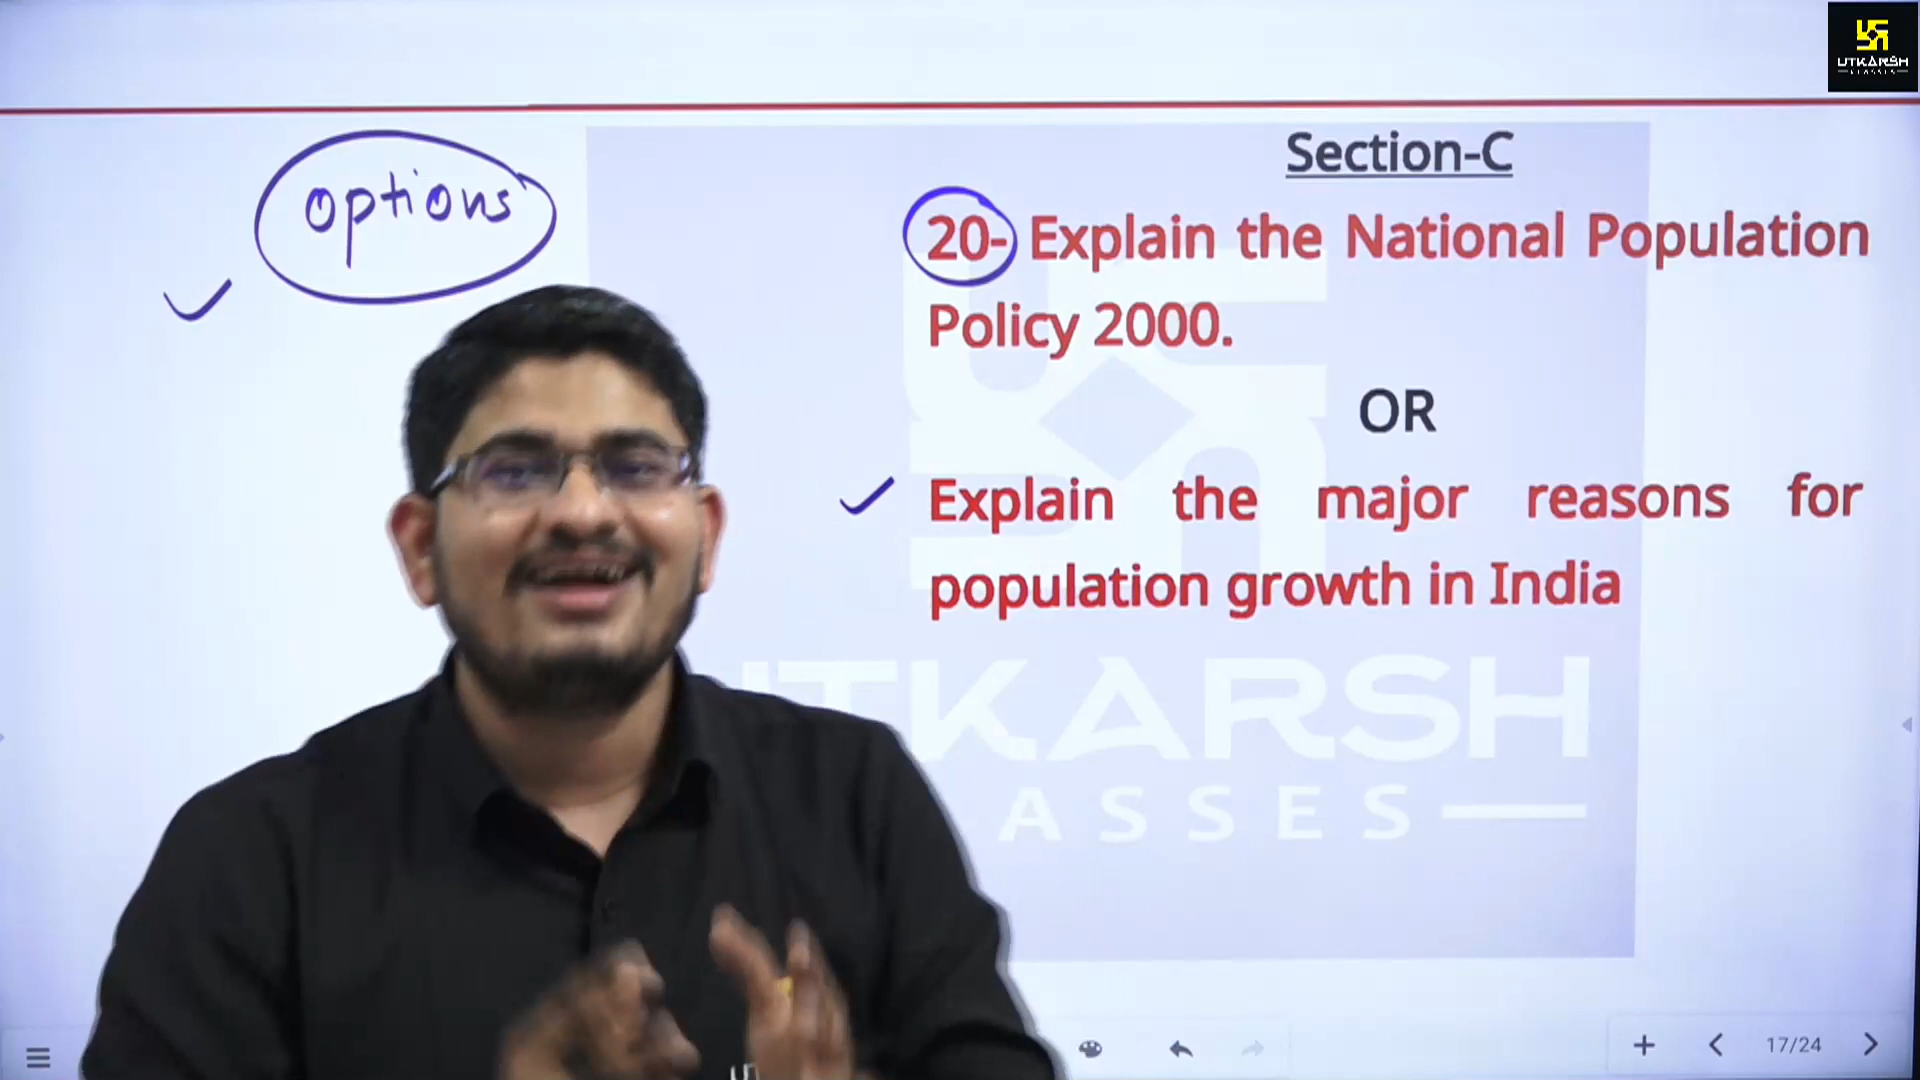 UTKARSH
CLASSES
options
Section-C
20- Explain the National Population
Policy 2000.
OR
Explain the major reasons for
population growth in India
UTKARSH
ASSES
17/24